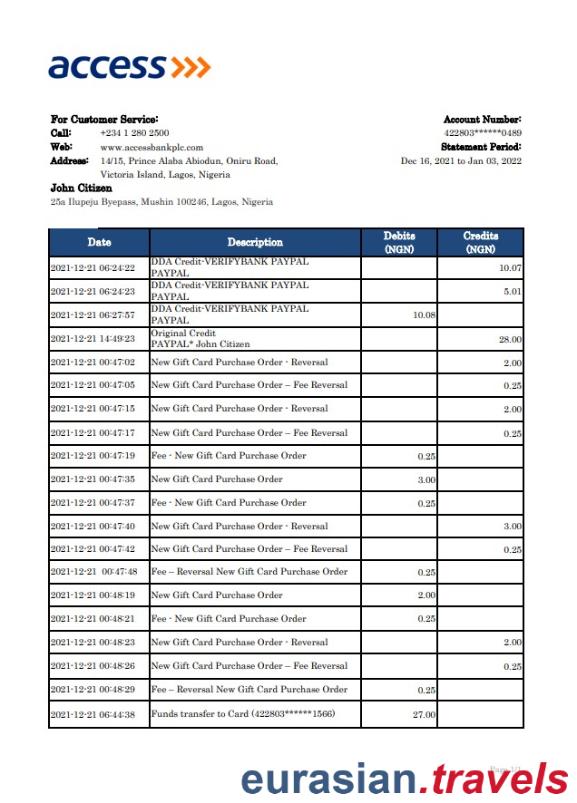 access
For Customer Service:
Call: +234 1 280 2500
Web: www.accessbankplc.com
Address: 14/15, Prince Alaba Abiodun, Oniru Road,
Victoria Island, Lagos, Nigeria
John Citizen
25a Ilupeju Byepass, Mushin 100246, Lagos, Nigeria
Account Number:
422803******0489
Statement Period:
Dec 16, 2021 to Jan 03, 2022
Date Description Debits (NGN) Credits (NGN)
2021-12-21 06:24:22 DDA Credit-VERIFYBANK PAYPAL
PAYPAL 10.07
2021-12-21 06:24:23 DDA Credit-VERIFYBANK PAYPAL
PAYPAL 5.01
2021-12-21 06:27:57 DDA Credit-VERIFYBANK PAYPAL
PAYPAL 10.08
2021-12-21 14:49:23 Original Credit
PAYPAL* John Citizen 28.00
2021-12-21 00:47:02 New Gift Card Purchase Order - Reversal 2.00
2021-12-21 00:47:05 New Gift Card Purchase Order – Fee Reversal 0.25
2021-12-21 00:47:15 New Gift Card Purchase Order - Reversal 2.00
2021-12-21 00:47:17 New Gift Card Purchase Order – Fee Reversal 0.25
2021-12-21 00:47:19 Fee - New Gift Card Purchase Order 0.25
2021-12-21 00:47:35 New Gift Card Purchase Order 3.00
2021-12-21 00:47:37 Fee - New Gift Card Purchase Order 0.25
2021-12-21 00:47:40 New Gift Card Purchase Order - Reversal 3.00
2021-12-21 00:47:42 New Gift Card Purchase Order – Fee Reversal 0.25
2021-12-21 00:47:48 Fee – Reversal New Gift Card Purchase Order 0.25
2021-12-21 00:48:19 New Gift Card Purchase Order 2.00
2021-12-21 00:48:21 Fee - New Gift Card Purchase Order 0.25
2021-12-21 00:48:23 New Gift Card Purchase Order - Reversal 2.00
2021-12-21 00:48:26 New Gift Card Purchase Order – Fee Reversal 0.25
2021-12-21 00:48:29 Fee – Reversal New Gift Card Purchase Order 0.25
2021-12-21 06:44:38 Funds transfer to Card (422803******1566) 27.00
eurasian.travels